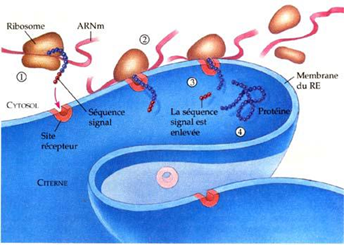 Ribosome
ARNm
①
②
③
Membrane
du RE
CYTOSOL
Séquence
signal
La séquence
signal est
enlevée
Protéine
④
Site
récepteur
CITERNE